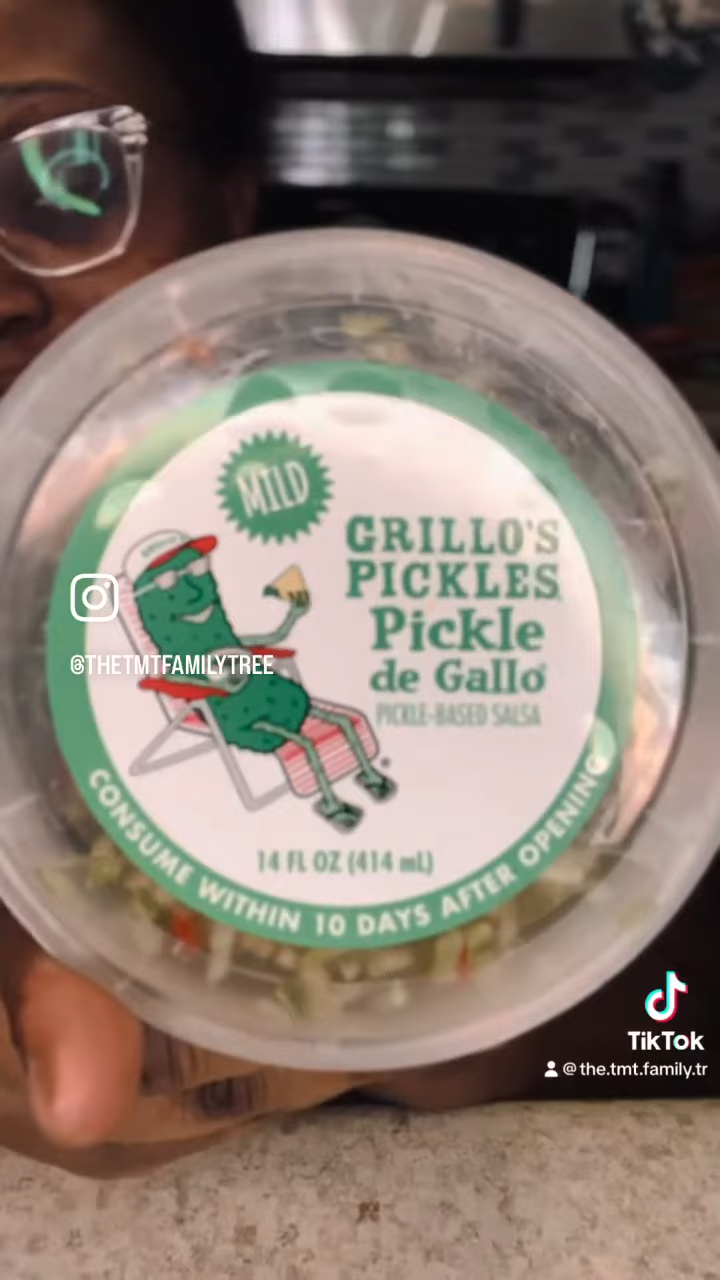 MILD
GRILLO'S
PICKLES
Pickle
de Gallo
PICKLE-BASED SALSA
@THETMTFAMILYTREE
14 FL OZ (414 mL)
CONSUME WITHIN 10 DAYS AFTER OPENING
TikTok
@the.tmt.family.tr